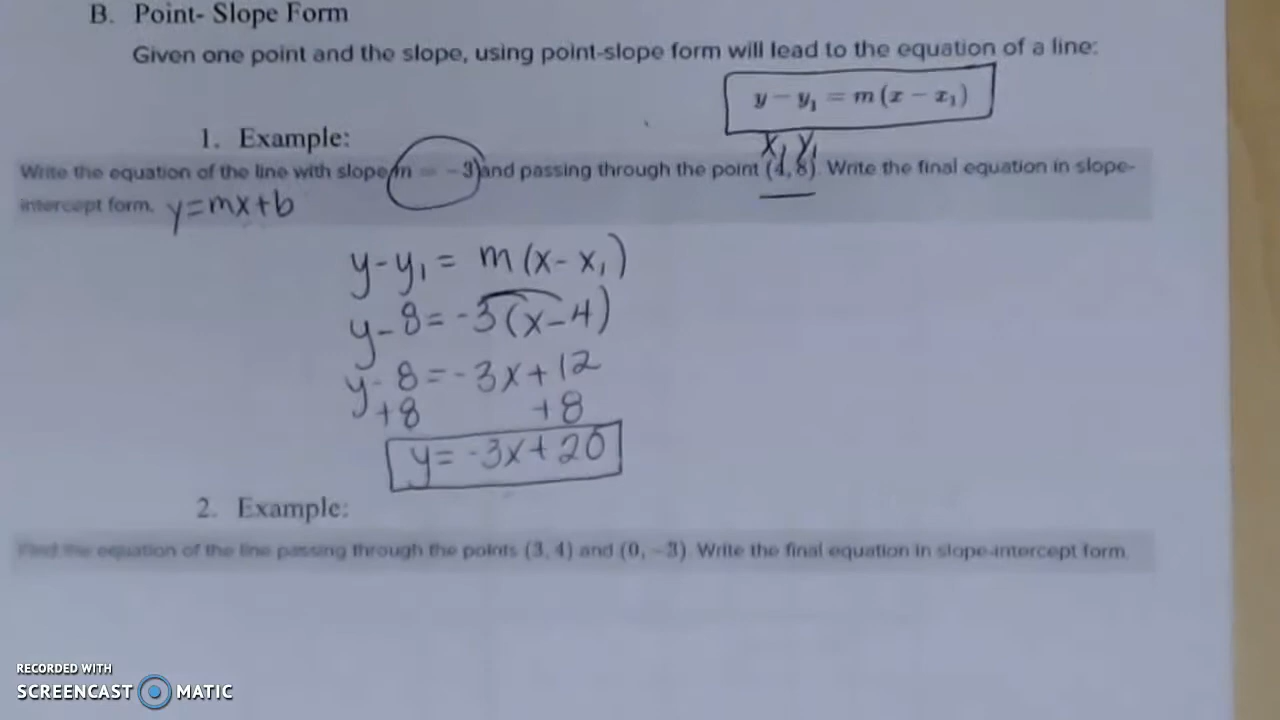 B. Point- Slope Form
Given one point and the slope, using point-slope form will lead to the equation of a line:
y − y₁ = m (x − x₁)
1. Example:
x₁ y₁
Write the equation of the line with slope m = −3 and passing through the point (4, 8). Write the final equation in slope-
intercept form. y=mx+b
y-y₁ = m(x-x₁)
y-8=-3(x-4)
y-8=-3x+12
+8 +8
y=-3x+20
2. Example:
Find the equation of the line passing through the points (3, 4) and (0, −3). Write the final equation in slope-intercept form.
RECORDED WITH
SCREENCAST MATIC